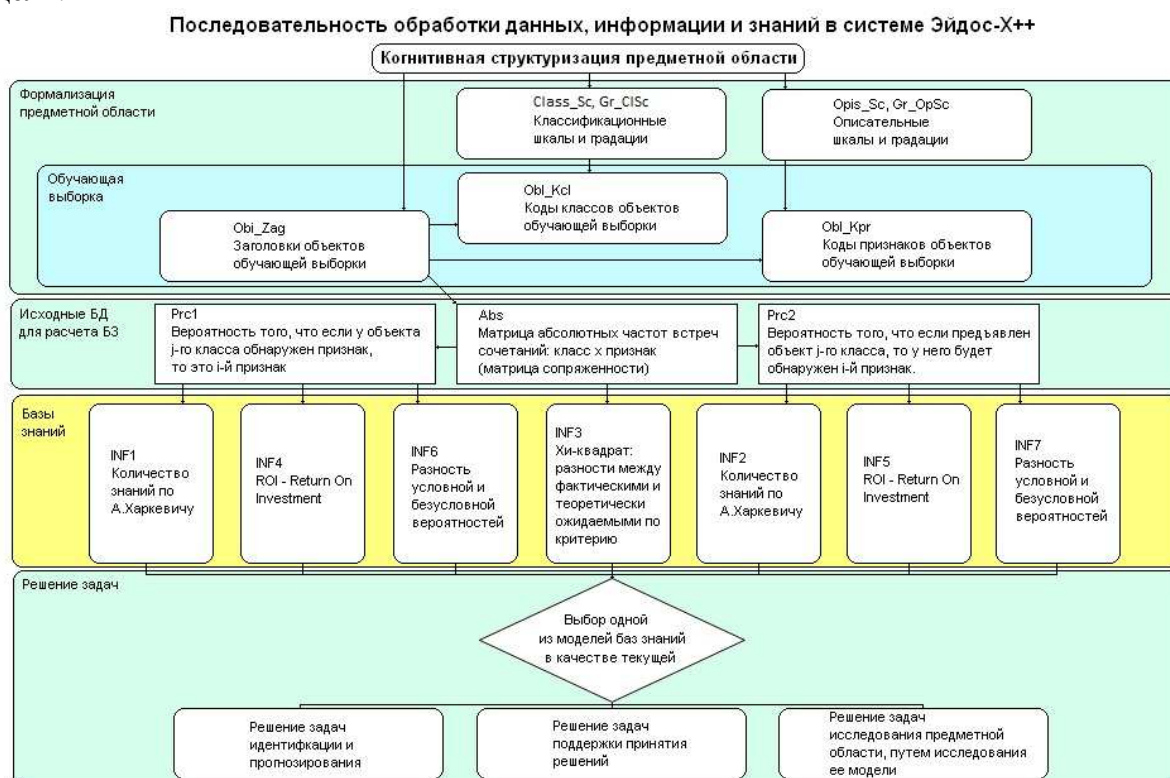 Последовательность обработки данных, информации и знаний в системе Эйдос-Х++
Когнитивная структуризация предметной области
Формализация
предметной области
Class_Sc, Gr_ClSc
Классификационные
шкалы и градации
Opis_Sc, Gr_OpSc
Описательные
шкалы и градации
Обучающая
выборка
Obl_Kcl
Коды классов объектов
обучающей выборки
Obi_Zag
Заголовки объектов
обучающей выборки
Obl_Kpr
Коды признаков объектов
обучающей выборки
Исходные БД
для расчета БЗ
Prc1
Вероятность того, что если у объекта
j-го класса обнаружен признак,
то это i-й признак
Abs
Матрица абсолютных частот встреч
сочетаний: класс х признак
(матрица сопряженности)
Prc2
Вероятность того, что если предъявлен
объект j-го класса, то у него будет
обнаружен i-й признак.
Базы
знаний
INF1
Количество
знаний по
А.Харкевичу
INF4
ROI - Return On
Investment
INF6
Разность
условной и
безусловной
вероятностей
INF3
Хи-квадрат:
разности между
фактическими и
теоретически
ожидаемыми по
критерию
INF2
Количество
знаний по
А.Харкевичу
INF5
ROI - Return On
Investment
INF7
Разность
условной и
безусловной
вероятностей
Решение задач
Выбор одной
из моделей баз знаний
в качестве текущей
Решение задач
идентифкации и
прогнозирования
Решение задач
поддержки принятия
решений
Решение задач
исследования предметной
области, путем исследования
ее модели